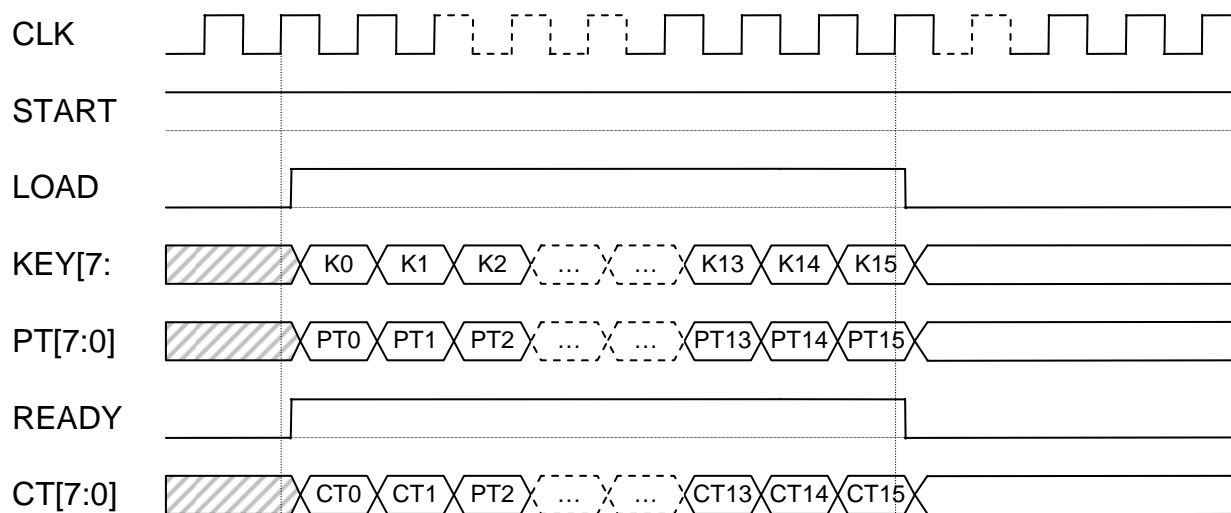 CLK
START
LOAD
KEY[7: K0 K1 K2 ... ... K13 K14 K15
PT[7:0] PT0 PT1 PT2 ... ... PT13 PT14 PT15
READY
CT[7:0] CT0 CT1 PT2 ... ... CT13 CT14 CT15